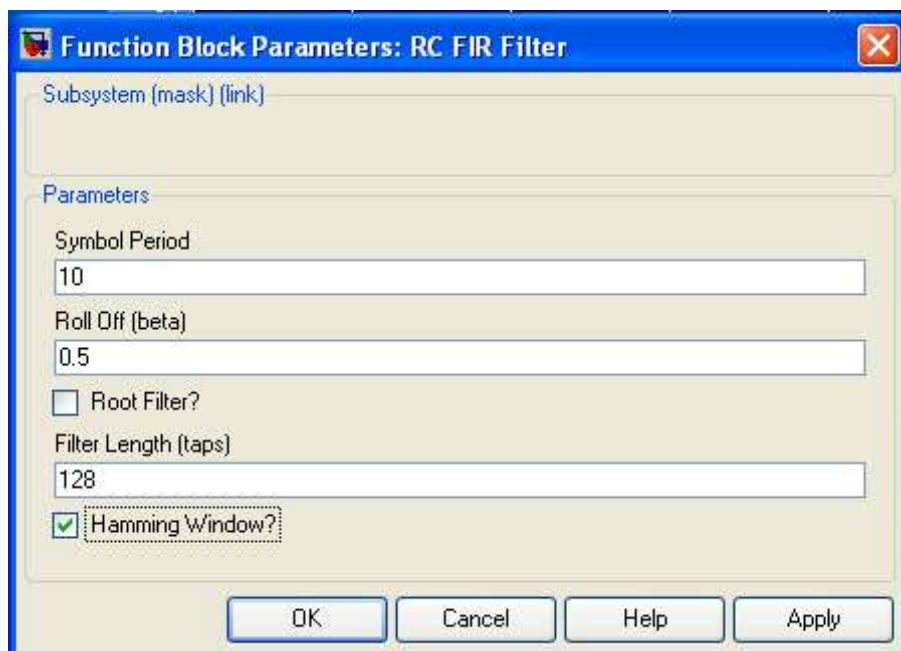 Function Block Parameters: RC FIR Filter
Subsystem (mask) (link)
Parameters
Symbol Period
10
Roll Off (beta)
0.5
Root Filter?
Filter Length (taps)
128
Hamming Window?
OK Cancel Help Apply